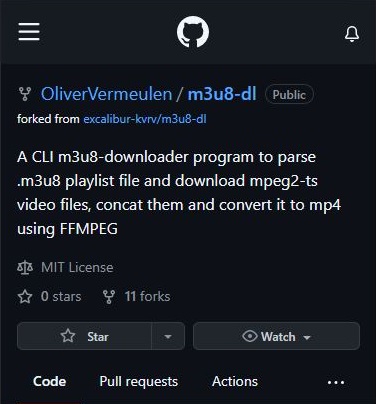 OliverVermeulen / m3u8-dl Public
forked from excalibur-kvrv/m3u8-dl
A CLI m3u8-downloader program to parse
.m3u8 playlist file and download mpeg2-ts
video files, concat them and convert it to mp4
using FFMPEG
MIT License
0 stars 11 forks
Star Watch
Code Pull requests Actions ...